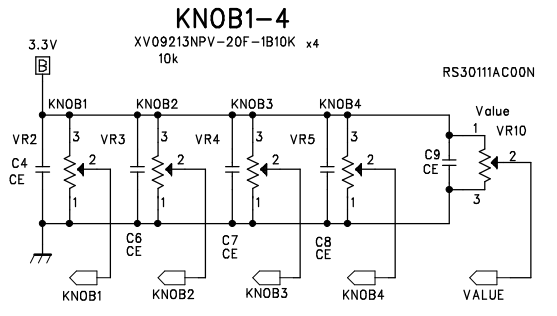 KNOB1-4
XV09213NPV-20F-1B10K x4
10k
3.3V
B
RS30111AC00N
KNOB1 KNOB2 KNOB3 KNOB4
Value
VR2 3 VR3 3 VR4 3 VR5 3 1 VR10
C4 CE 2 2 2 2 C9 CE 2
1 1 1 1 3
C6 CE C7 CE C8 CE
KNOB1 KNOB2 KNOB3 KNOB4 VALUE